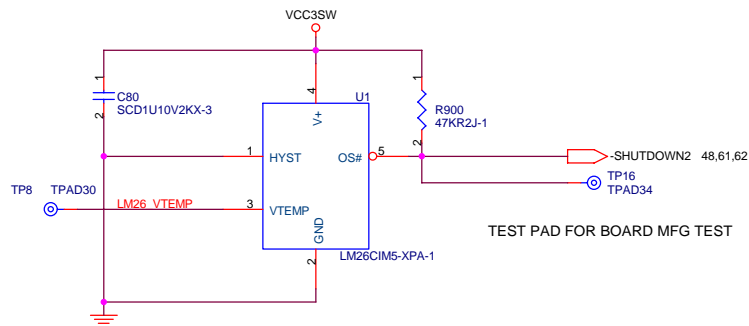 VCC3SW
1
C80
SCD1U10V2KX-3
2
4
U1
V+
1
R900
47KR2J-1
2
1
HYST
OS#
5
-SHUTDOWN2 48,61,62
TP8 TPAD30
LM26_VTEMP
3
VTEMP
TP16
TPAD34
GND
2
LM26CIM5-XPA-1
TEST PAD FOR BOARD MFG TEST